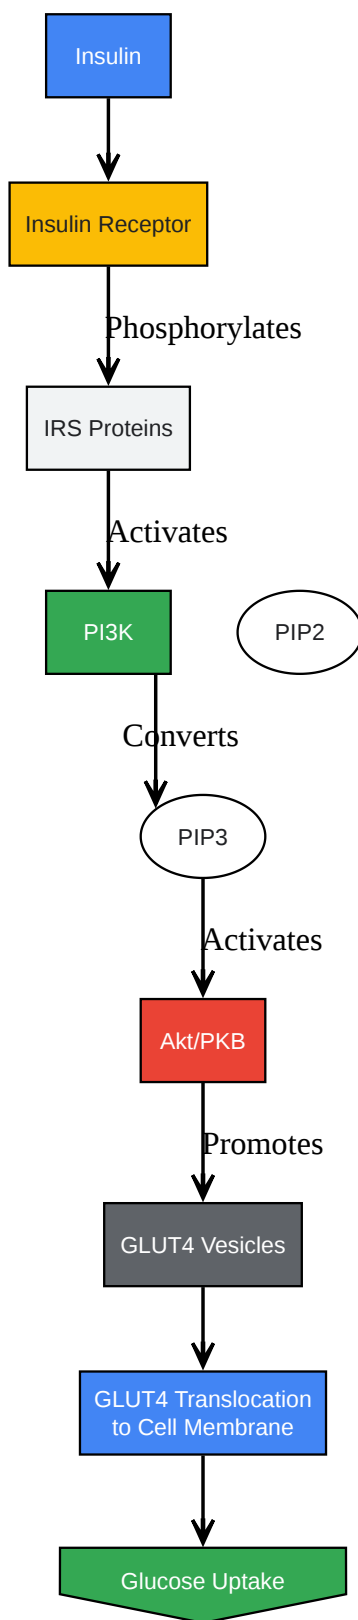 Insulin
Insulin Receptor
Phosphorylates
IRS Proteins
Activates
PI3K
PIP2
Converts
PIP3
Activates
Akt/PKB
Promotes
GLUT4 Vesicles
GLUT4 Translocation
to Cell Membrane
Glucose Uptake